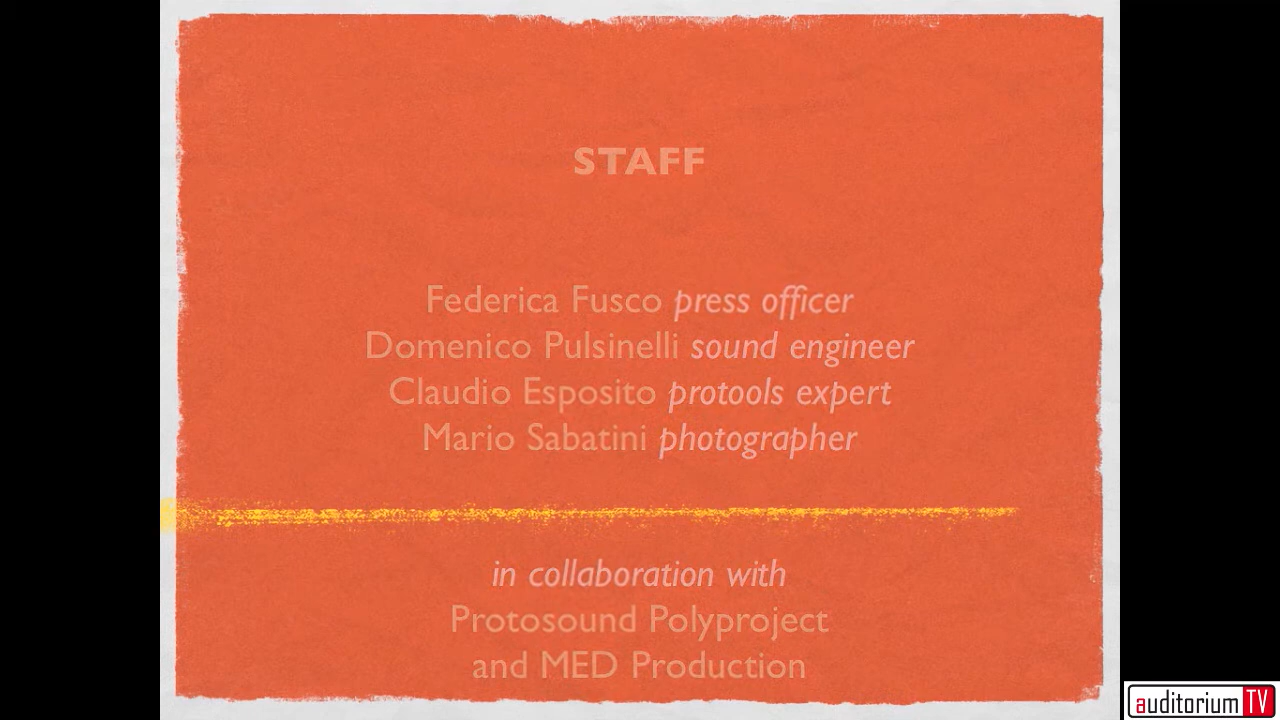 STAFF
Federica Fusco press officer
Domenico Pulsinelli sound engineer
Claudio Esposito protools expert
Mario Sabatini photographer
in collaboration with
Protosound Polyproject
and MED Production
auditorium TV